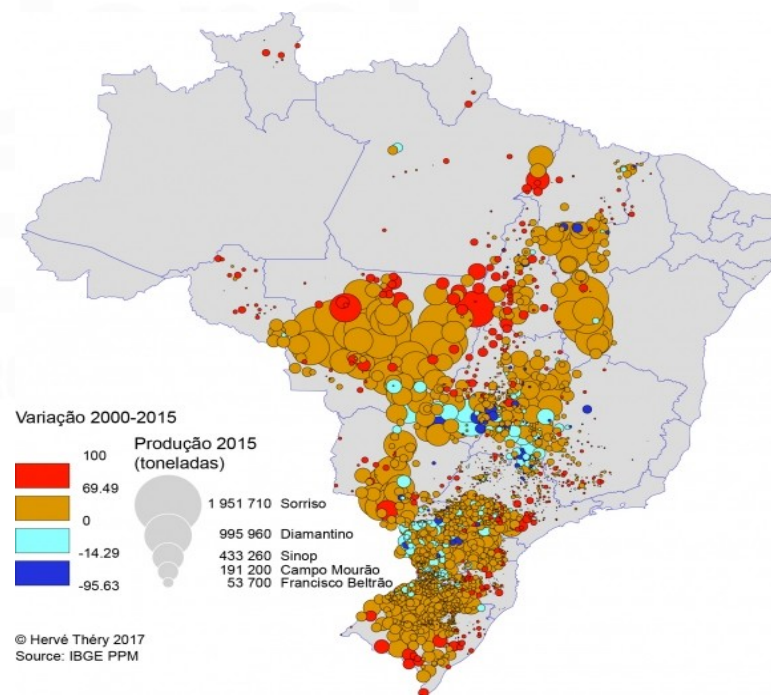 Variação 2000-2015
100
69.49
0
-14.29
-95.63
Produção 2015
(toneladas)
1 951 710 Sorriso
995 960 Diamantino
433 260 Sinop
191 200 Campo Mourão
53 700 Francisco Beltrão
© Hervé Théry 2017
Source: IBGE PPM